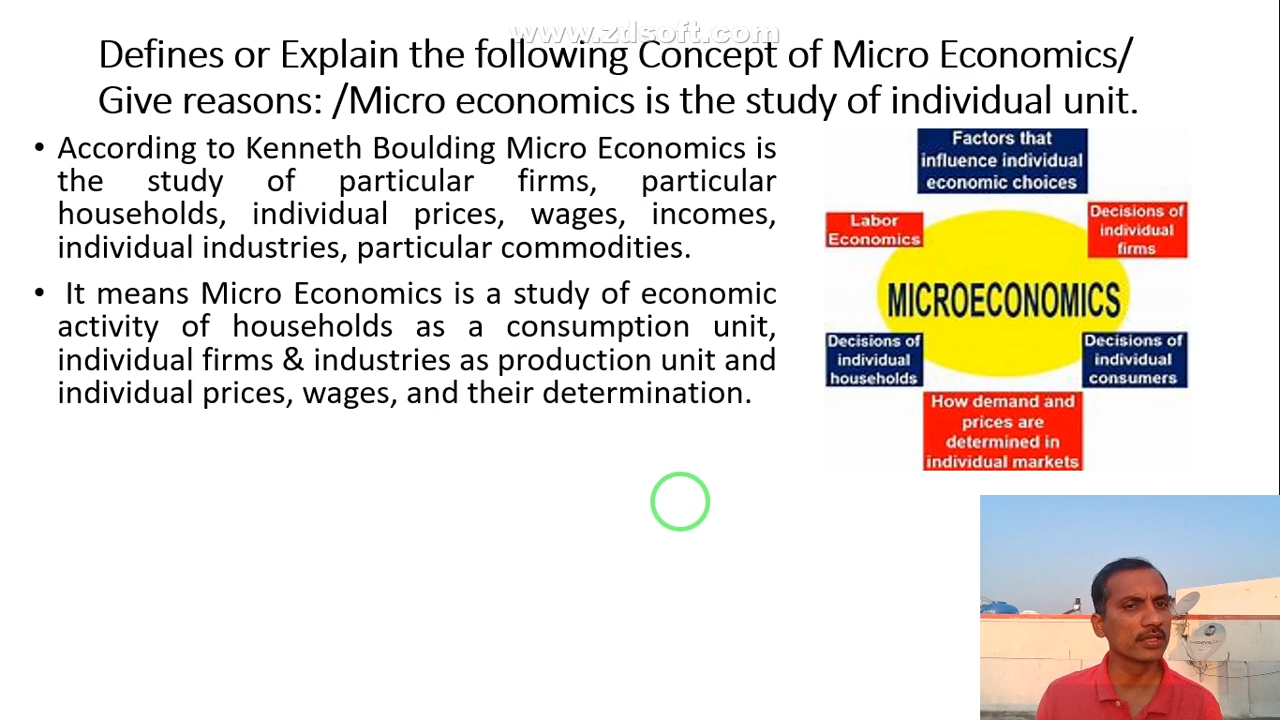 www.zdsoft.com
Defines or Explain the following Concept of Micro Economics/
Give reasons: /Micro economics is the study of individual unit.
• According to Kenneth Boulding Micro Economics is
the study of particular firms, particular
households, individual prices, wages, incomes,
individual industries, particular commodities.
• It means Micro Economics is a study of economic
activity of households as a consumption unit,
individual firms & industries as production unit and
individual prices, wages, and their determination.
Factors that
influence individual
economic choices
Labor
Economics
Decisions of
individual
firms
MICROECONOMICS
Decisions of
individual
households
Decisions of
individual
consumers
How demand and
prices are
determined in
individual markets